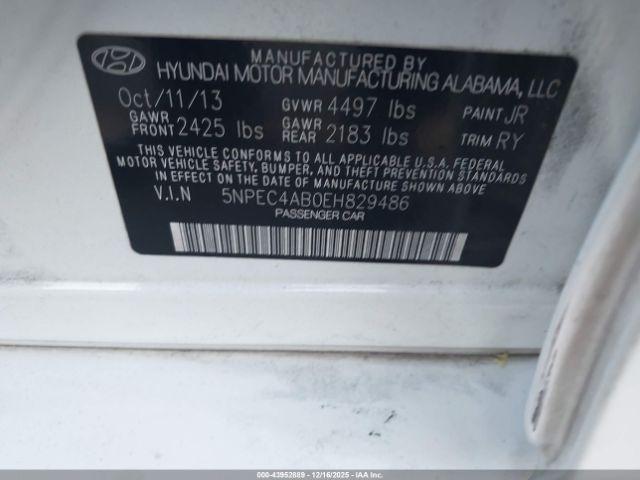 MANUFACTURED BY
HYUNDAI MOTOR MANUFACTURING ALABAMA, LLC
Oct/11/13 GVWR 4497 lbs PAINT JR
GAWR FRONT 2425 lbs GAWR REAR 2183 lbs TRIM RY
THIS VEHICLE CONFORMS TO ALL APPLICABLE U.S.A. FEDERAL
MOTOR VEHICLE SAFETY, BUMPER, AND THEFT PREVENTION
STANDARDS IN EFFECT ON THE DATE OF MANUFACTURE SHOWN ABOVE.
V.I.N 5NPEC4AB0EH829486
PASSENGER CAR
000-43952889 - 12/16/2025 - IAA Inc.